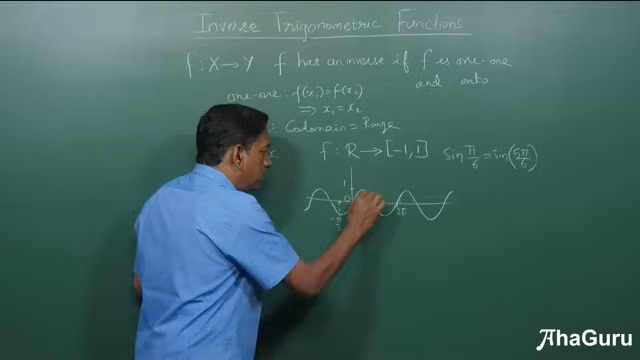 Inverse Trigonometric Functions
f : X → Y f has an inverse if f is one-one
and onto
one-one : f(x₁) = f(x₂)
⇒ x₁ = x₂
: Codomain = Range
x f : R → [-1, 1] sin π/6 = sin(5π/6)
1
-π/2 2π
AhaGuru